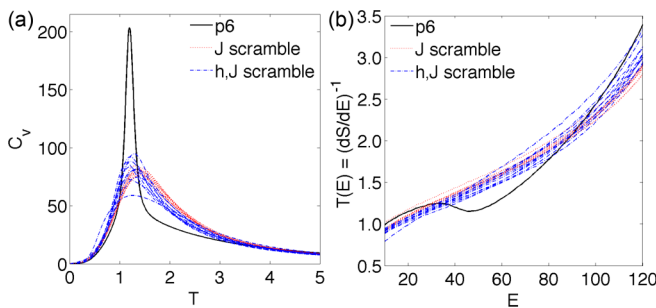 (a)
p6
J scramble
h,J scramble
200
150
100
50
0
C_v
0 1 2 3 4 5
T
(b)
p6
J scramble
h,J scramble
3.5
3.0
2.5
2.0
1.5
1.0
0.5
T(E) = (dS/dE)⁻¹
20 40 60 80 100 120
E